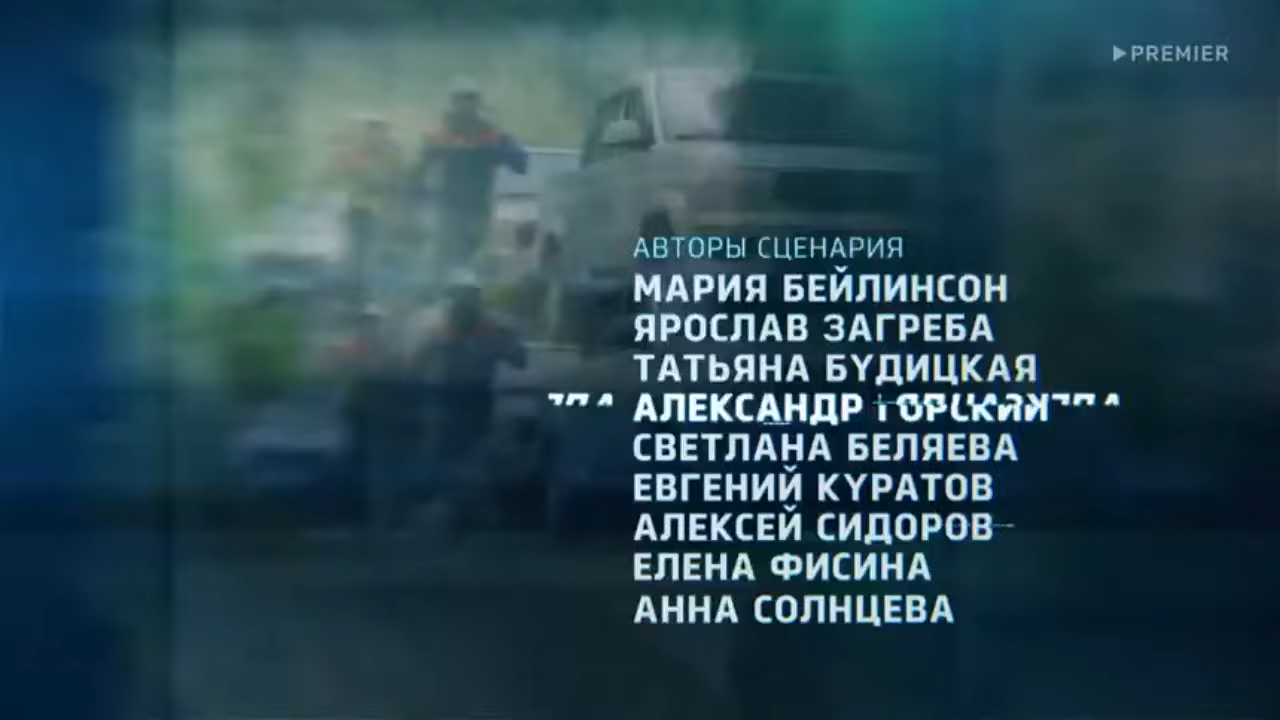 PREMIER
АВТОРЫ СЦЕНАРИЯ
МАРИЯ БЕЙЛИНСОН
ЯРОСЛАВ ЗАГРЕБА
ТАТЬЯНА БУДИЦКАЯ
АЛЕКСАНДР ГОРСКИЙ
СВЕТЛАНА БЕЛЯЕВА
ЕВГЕНИЙ КУРАТОВ
АЛЕКСЕЙ СИДОРОВ
ЕЛЕНА ФИСИНА
АННА СОЛНЦЕВА